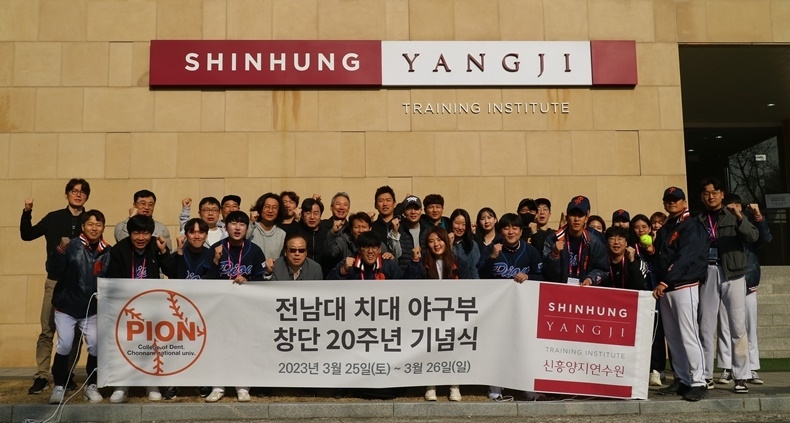 SHINHUNG YANGJI
TRAINING INSTITUTE
PION
College of Dent.
Chonnam national univ.
전남대 치대 야구부
창단 20주년 기념식
2023년 3월 25일(토) ~ 3월 26일(일)
SHINHUNG
YANGJI
TRAINING INSTITUTE
신흥양지연수원